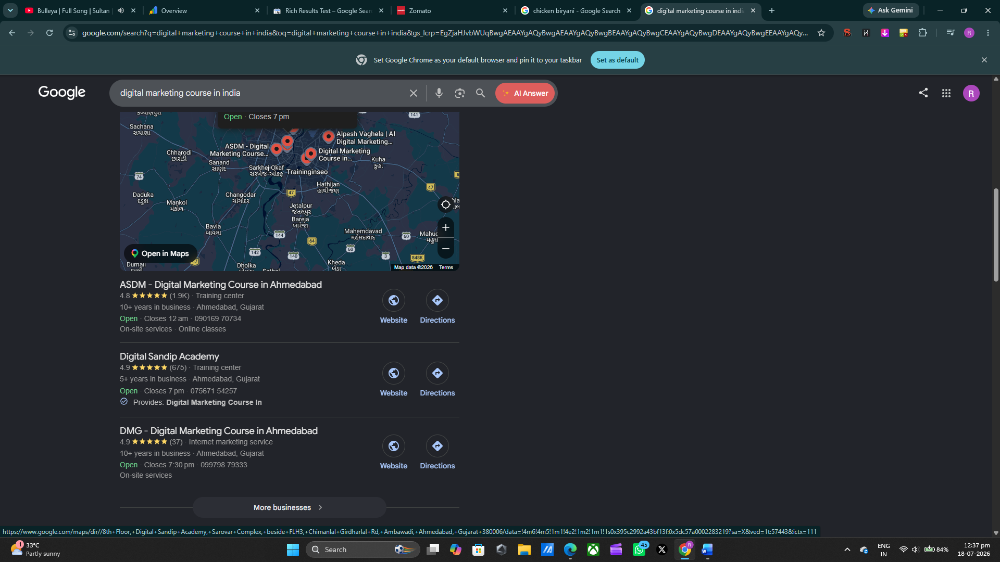 Bulleya | Full Song | Sultan
Overview
Rich Results Test – Google Sear
Zomato
chicken biryani - Google Search
digital marketing course in indi
Ask Gemini
google.com/search?q=digital+marketing+course+in+india&oq=digital+marketing+course+in+india&gs_lcrp=EgZjaHJvbWUqBwgAEAAYgAQyBwgAEAAYgAQyBwgBEAAYgAQyBwgCEAAYgAQyBwgDEAAYgAQyBwgEEAAYgAQy...
R
Set Google Chrome as your default browser and pin it to your taskbar
Set as default
Google
digital marketing course in india
AI Answer
R
Open · Closes 7 pm
141
Sachana
સચાણા
Alpesh Vaghela | AI
Digital Marketing...
ASDM - Digital
Marketing Course...
Digital Marketing
Course in...
Chharodi
છારોડી
Sanand
સાણંદ
Kuha
કુહા
Sarkhej-Okaf
સરખેજ-ઓકફ
Traininginseo
74
Hathijan
હાથીજણ
47
Daduka
દડુકા
Mankol
મંકોળ
Changodar
ચાંગોદર
47
Jetalpur
જેતલપુર
Bareja
બારેજા
Bavla
બાવલા
Mahemdavad
મહેમદાવાદ
144
64
60
60
142
140
3
848K
47
Open in Maps
Dumali
Dholka
Kheda
ખેડા
Map data ©2026
Terms
ASDM - Digital Marketing Course in Ahmedabad
4.8 (1.9K) · Training center
10+ years in business · Ahmedabad, Gujarat
Open · Closes 12 am · 090169 70734
On-site services · Online classes
Website
Directions
Digital Sandip Academy
4.9 (675) · Training center
5+ years in business · Ahmedabad, Gujarat
Open · Closes 7 pm · 075671 54257
Provides: Digital Marketing Course In
Website
Directions
DMG - Digital Marketing Course in Ahmedabad
4.9 (37) · Internet marketing service
10+ years in business · Ahmedabad, Gujarat
Open · Closes 7:30 pm · 099798 79333
On-site services
Website
Directions
More businesses
https://www.google.com/maps/dir//8th+Floor,+Digital+Sandip+Academy,+Sarovar+Complex,+beside+FLH3,+Chimanlal+Girdharlal+Rd,+Ambawadi,+Ahmedabad,+Gujarat+380006/data=!4m6!4m5!1m1!4e2!1m2!1m1!1s0x395c2992a43bf13f:0x5dc57a0002283219?sa=X&ved=1t:57443&ictx=111
1
33°C
Partly sunny
Search
45
R
ENG
IN
84%
12:37 pm
18-07-2026